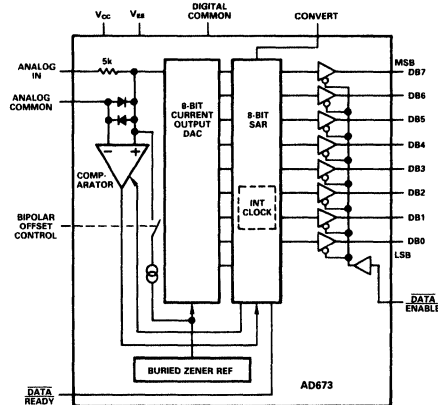 VCC VEE DIGITAL COMMON CONVERT
ANALOG IN
5k
ANALOG COMMON
8-BIT CURRENT OUTPUT DAC
8-BIT SAR
INT CLOCK
MSB
DB7
DB6
DB5
DB4
DB3
DB2
DB1
DB0
LSB
− +
COMP-
ARATOR
BIPOLAR OFFSET CONTROL
DATA ENABLE
BURIED ZENER REF
DATA READY
AD673